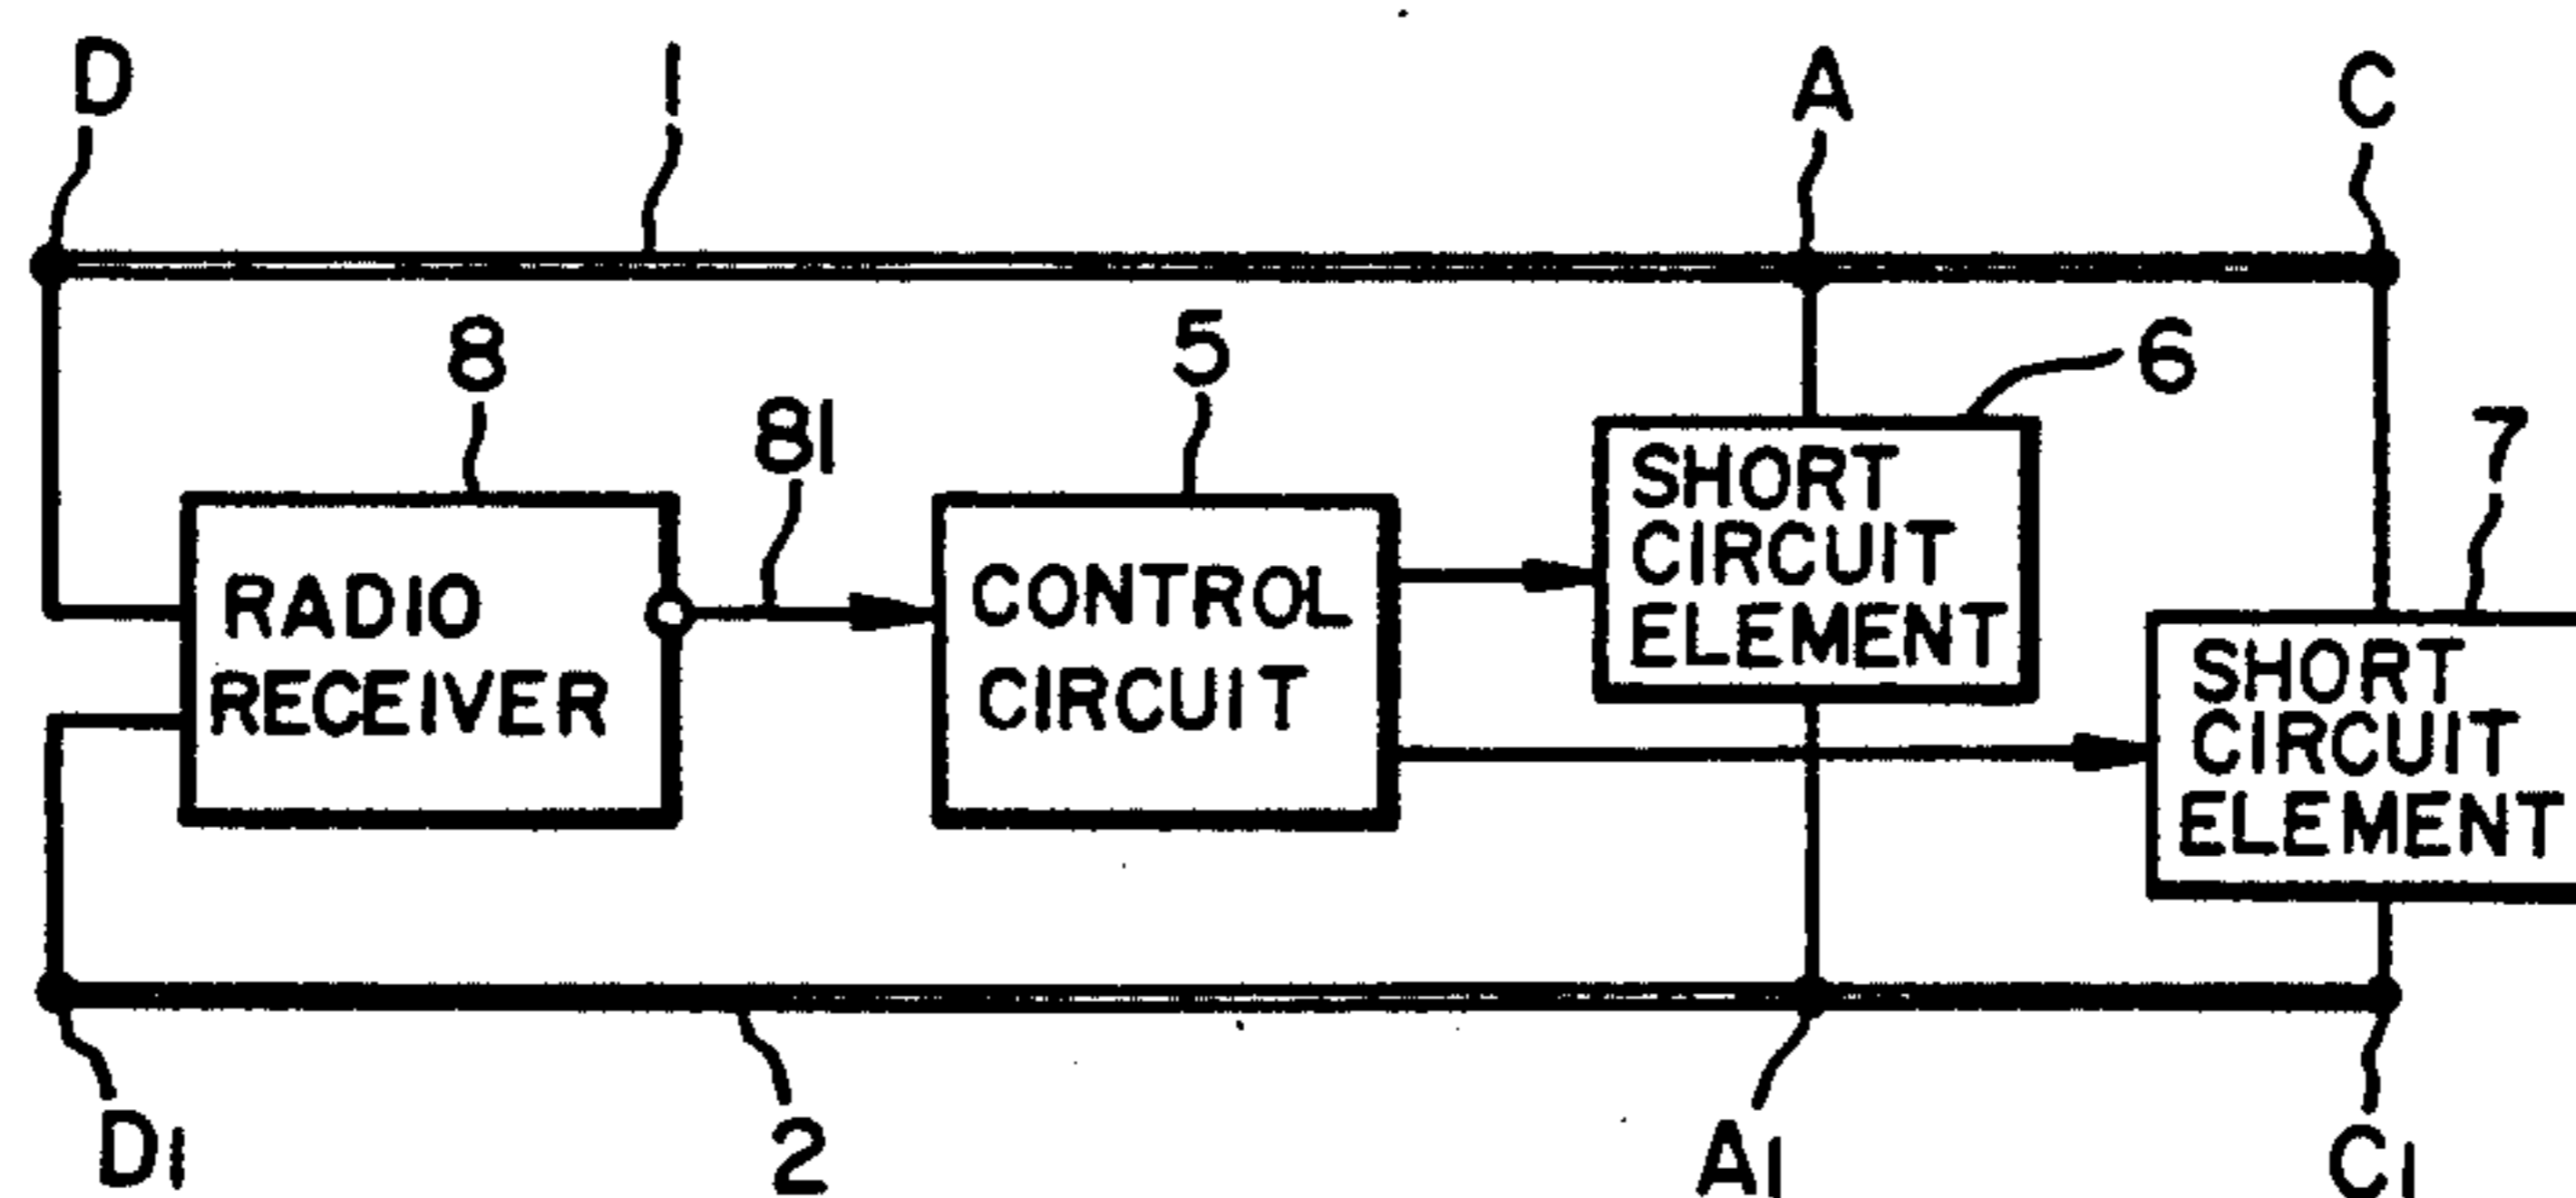 D
1
A
C
8
81
5
6
7
RADIO
RECEIVER
CONTROL
CIRCUIT
SHORT
CIRCUIT
ELEMENT
SHORT
CIRCUIT
ELEMENT
D1
2
A1
C1